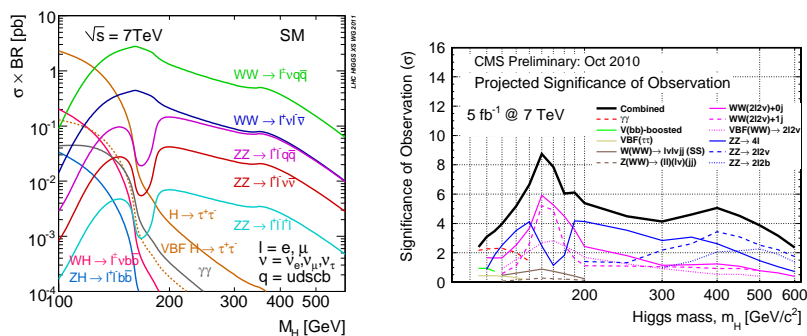 √s = 7TeV
SM
LHC HIGGS XS WG 2011
σ × BR [pb]
10
1
10⁻¹
10⁻²
10⁻³
10⁻⁴
WW → l⁺νqq̄
WW → l⁺νl⁻ν̄
ZZ → l⁺l⁻qq̄
ZZ → l⁺l⁻νν̄
ZZ → l⁺l⁻l⁺l⁻
H → τ⁺τ⁻
VBF H → τ⁺τ⁻
WH → l⁺νbb̄
ZH → l⁺l⁻bb̄
γγ
l = e, μ
ν = νe,νμ,ντ
q = udscb
100 200 300 400 500
M_H [GeV]
CMS Preliminary: Oct 2010
Projected Significance of Observation
5 fb⁻¹ @ 7 TeV
Combined
γγ
V(bb)-boosted
VBF(ττ)
W(WW)→ lνlνjj (SS)
Z(WW)→ (ll)(lν)(jj)
WW(2l2ν)+0j
WW(2l2ν)+1j
VBF(WW)→ 2l2ν
ZZ → 4l
ZZ → 2l2ν
ZZ → 2l2b
Significance of Observation (σ)
16
14
12
10
8
6
4
2
0
100 200 300 400 500 600
Higgs mass, m_H [GeV/c²]